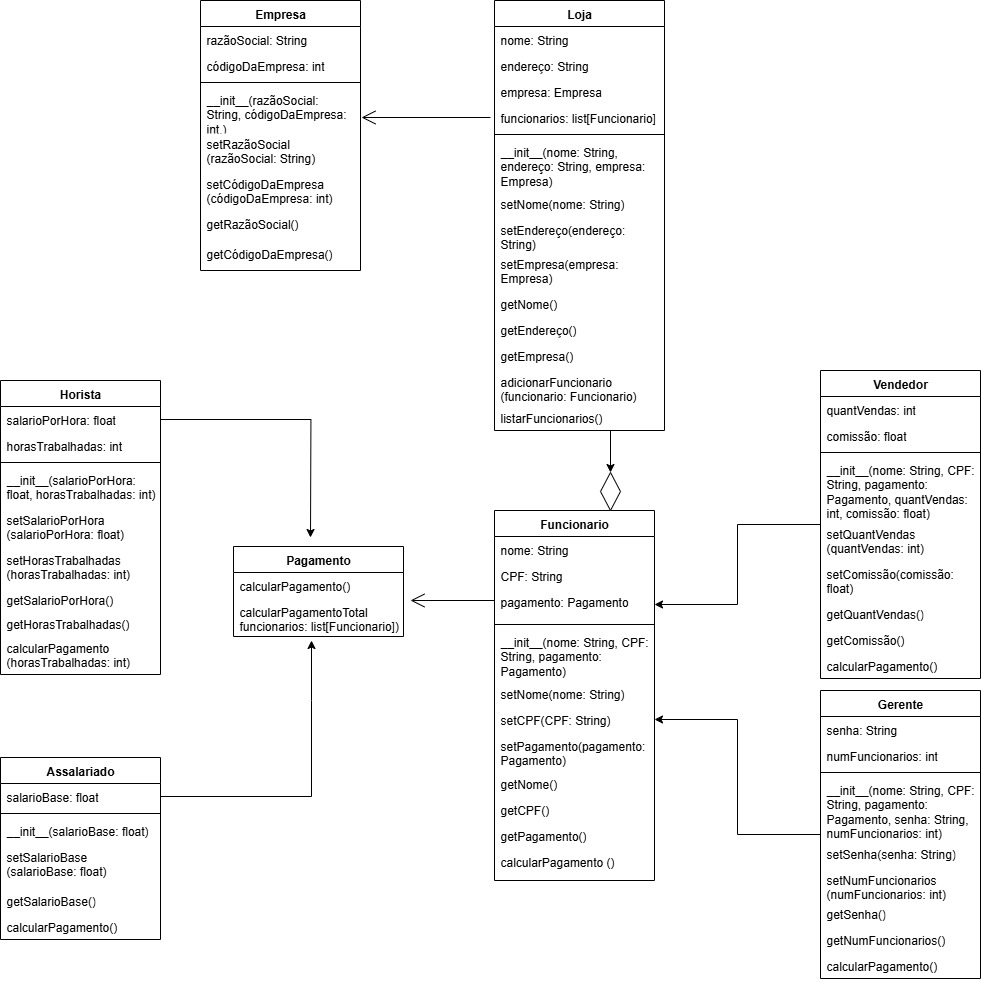 Empresa
razãoSocial: String
códigoDaEmpresa: int
__init__(razãoSocial:
String, códigoDaEmpresa:
int,)
setRazãoSocial
(razãoSocial: String)
setCódigoDaEmpresa
(códigoDaEmpresa: int)
getRazãoSocial()
getCódigoDaEmpresa()
Loja
nome: String
endereço: String
empresa: Empresa
funcionarios: list[Funcionario]
__init__(nome: String,
endereço: String, empresa:
Empresa)
setNome(nome: String)
setEndereço(endereço:
String)
setEmpresa(empresa:
Empresa)
getNome()
getEndereço()
getEmpresa()
adicionarFuncionario
(funcionario: Funcionario)
listarFuncionarios()
Horista
salarioPorHora: float
horasTrabalhadas: int
__init__(salarioPorHora:
float, horasTrabalhadas: int)
setSalarioPorHora
(salarioPorHora: float)
setHorasTrabalhadas
(horasTrabalhadas: int)
getSalarioPorHora()
getHorasTrabalhadas()
calcularPagamento
(horasTrabalhadas: int)
Pagamento
calcularPagamento()
calcularPagamentoTotal
funcionarios: list[Funcionario])
Funcionario
nome: String
CPF: String
pagamento: Pagamento
__init__(nome: String, CPF:
String, pagamento:
Pagamento)
setNome(nome: String)
setCPF(CPF: String)
setPagamento(pagamento:
Pagamento)
getNome()
getCPF()
getPagamento()
calcularPagamento ()
Vendedor
quantVendas: int
comissão: float
__init__(nome: String, CPF:
String, pagamento:
Pagamento, quantVendas:
int, comissão: float)
setQuantVendas
(quantVendas: int)
setComissão(comissão:
float)
getQuantVendas()
getComissão()
calcularPagamento()
Assalariado
salarioBase: float
__init__(salarioBase: float)
setSalarioBase
(salarioBase: float)
getSalarioBase()
calcularPagamento()
Gerente
senha: String
numFuncionarios: int
__init__(nome: String, CPF:
String, pagamento:
Pagamento, senha: String,
numFuncionarios: int)
setSenha(senha: String)
setNumFuncionarios
(numFuncionarios: int)
getSenha()
getNumFuncionarios()
calcularPagamento()